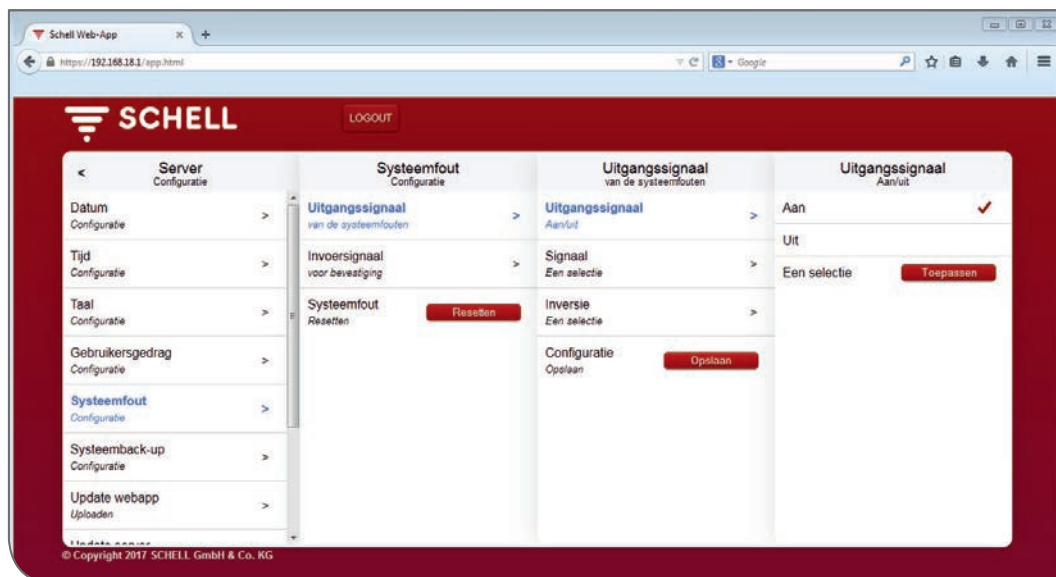 Schell Web-App
https://192.168.18.1/app.html
Google
SCHELL
LOGOUT
<
Server
Configuratie
Datum
Configuratie
>
Tijd
Configuratie
>
Taal
Configuratie
>
Gebruikersgedrag
Configuratie
>
Systeemfout
Configuratie
>
Systeemback-up
Configuratie
>
Update webapp
Uploaden
>
Update server
Systeemfout
Configuratie
Uitgangssignaal
van de systeemfouten
>
Invoersignaal
voor bevestiging
>
Systeemfout
Resetten
Resetten
Uitgangssignaal
van de systeemfouten
Uitgangssignaal
Aan/uit
>
Signaal
Een selectie
>
Inversie
Een selectie
>
Configuratie
Opslaan
Opslaan
Uitgangssignaal
Aan/uit
Aan
Uit
Een selectie
Toepassen
© Copyright 2017 SCHELL GmbH & Co. KG